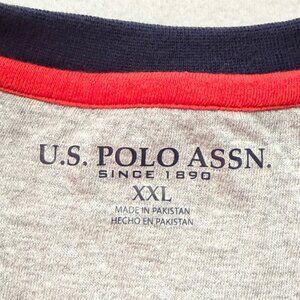 U.S. POLO ASSN.
SINCE 1890
XXL
MADE IN PAKISTAN
HECHO EN PAKISTAN